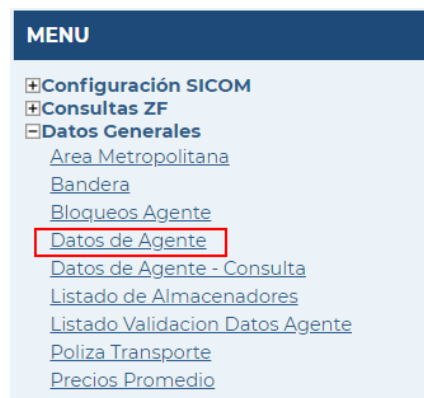 MENU
Configuración SICOM
Consultas ZF
Datos Generales
Area Metropolitana
Bandera
Bloqueos Agente
Datos de Agente
Datos de Agente - Consulta
Listado de Almacenadores
Listado Validacion Datos Agente
Poliza Transporte
Precios Promedio